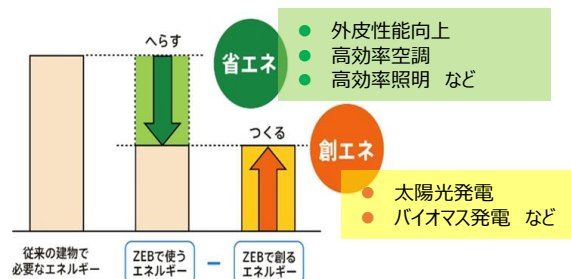 へらす
省エネ
● 外皮性能向上
● 高効率空調
● 高効率照明 など
つくる
創エネ
● 太陽光発電
● バイオマス発電 など
従来の建物で
必要なエネルギー
ZEBで使う
エネルギー
－
ZEBで創る
エネルギー